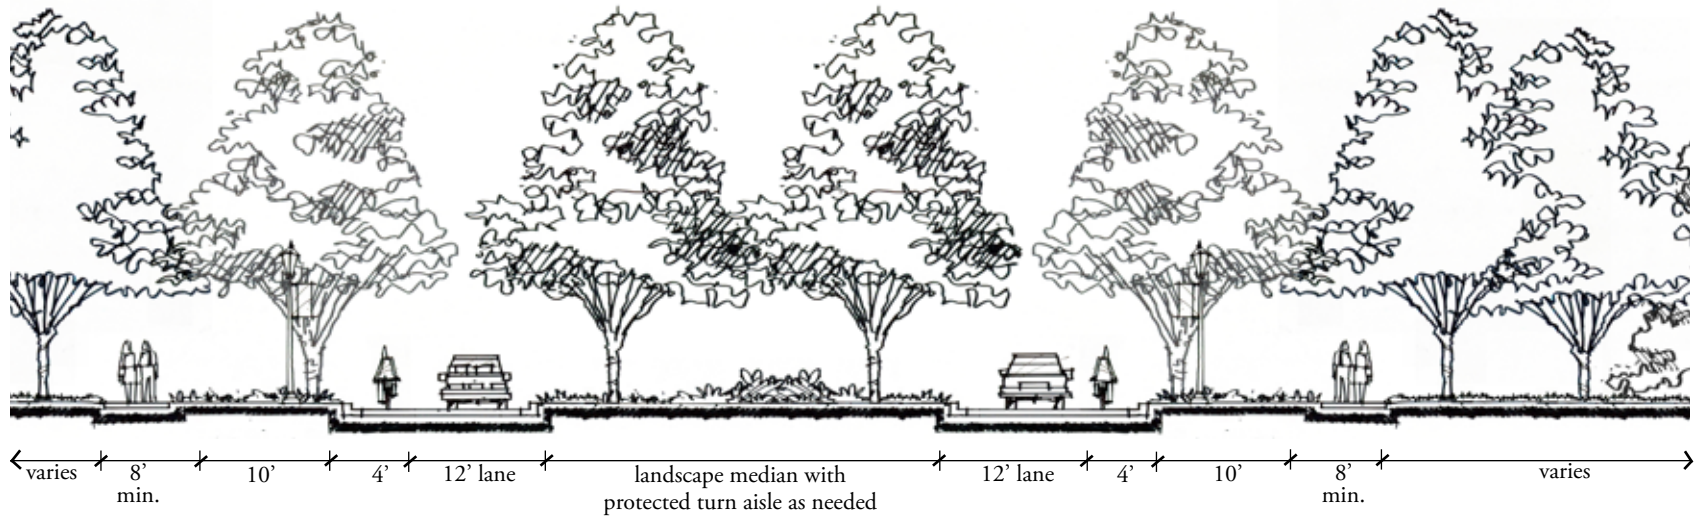 varies 8’ 10’ 4’ 12’ lane landscape median with 12’ lane 4’ 10’ 8’ varies
min. protected turn aisle as needed min.